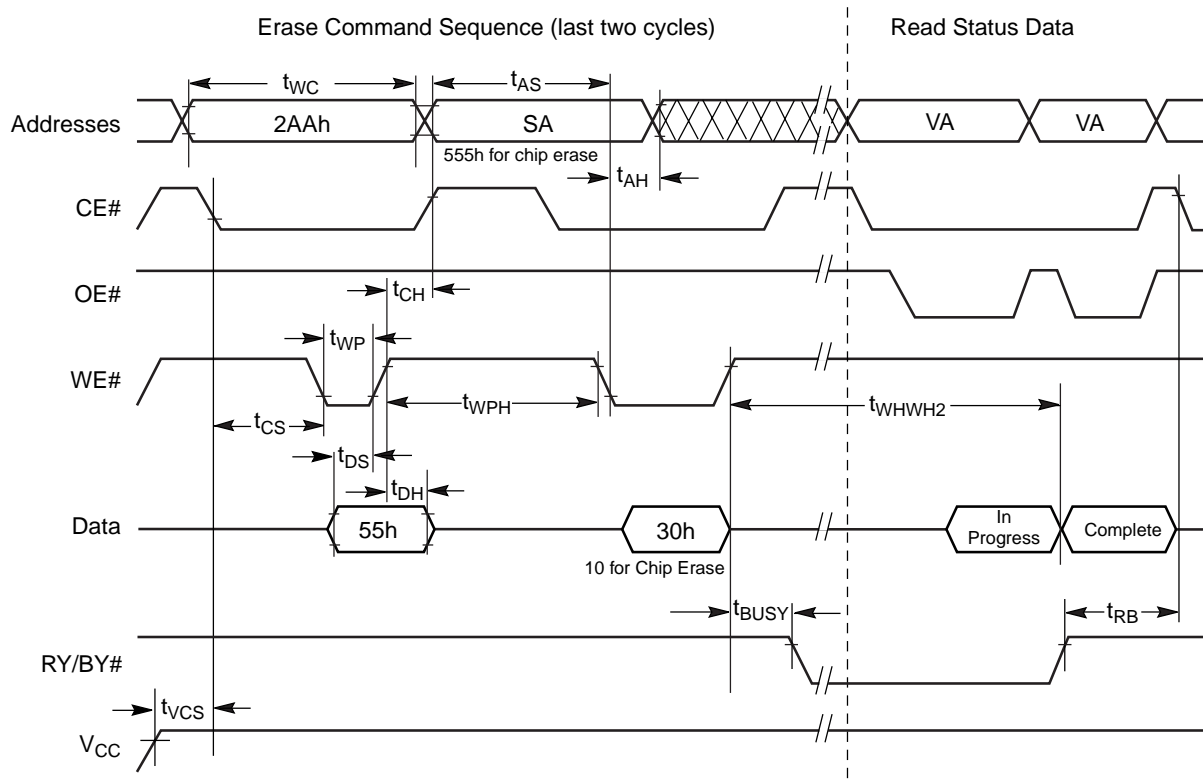 Erase Command Sequence (last two cycles)
Read Status Data
tWC
tAS
Addresses
2AAh
SA
VA
VA
555h for chip erase
tAH
CE#
OE#
tCH
tWP
WE#
tWPH
tWHWH2
tCS
tDS
tDH
Data
55h
30h
In
Progress
Complete
10 for Chip Erase
tBUSY
tRB
RY/BY#
tVCS
VCC